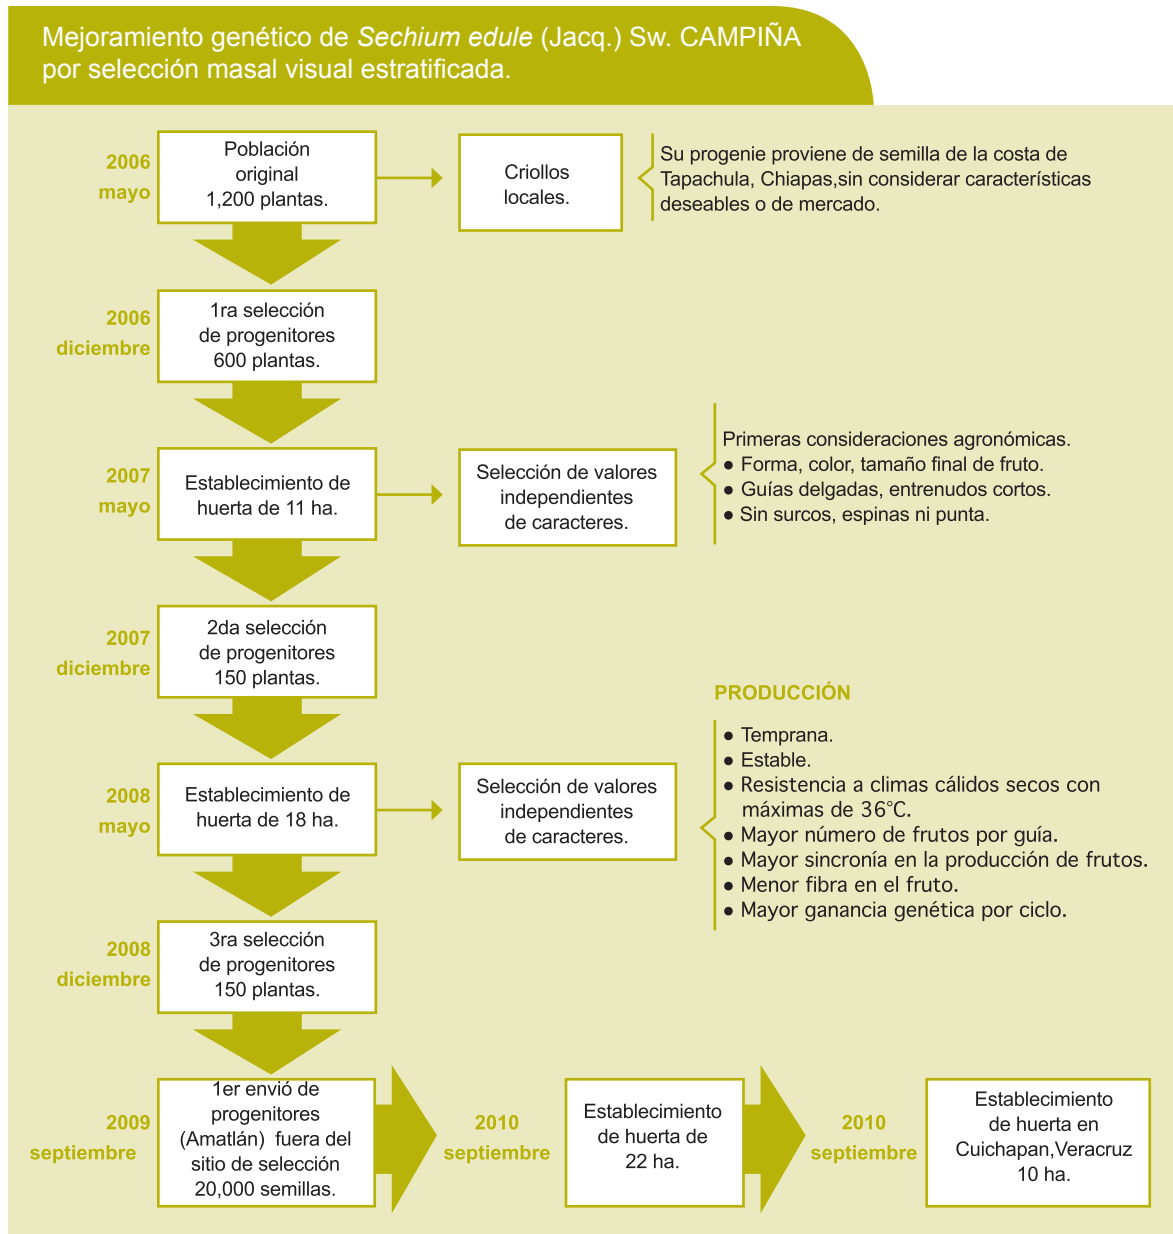 Mejoramiento genético de Sechium edule (Jacq.) Sw. CAMPIÑA
por selección masal visual estratificada.
2006
mayo
Población
original
1,200 plantas.
Criollos
locales.
Su progenie proviene de semilla de la costa de
Tapachula, Chiapas,sin considerar características
deseables o de mercado.
2006
diciembre
1ra selección
de progenitores
600 plantas.
2007
mayo
Establecimiento de
huerta de 11 ha.
Selección de valores
independientes
de caracteres.
Primeras consideraciones agronómicas.
● Forma, color, tamaño final de fruto.
● Guías delgadas, entrenudos cortos.
● Sin surcos, espinas ni punta.
2007
diciembre
2da selección
de progenitores
150 plantas.
2008
mayo
Establecimiento de
huerta de 18 ha.
Selección de valores
independientes
de caracteres.
PRODUCCIÓN
● Temprana.
● Estable.
● Resistencia a climas cálidos secos con
máximas de 36°C.
● Mayor número de frutos por guía.
● Mayor sincronía en la producción de frutos.
● Menor fibra en el fruto.
● Mayor ganancia genética por ciclo.
2008
diciembre
3ra selección
de progenitores
150 plantas.
2009
septiembre
1er envió de
progenitores
(Amatlán) fuera del
sitio de selección
20,000 semillas.
2010
septiembre
Establecimiento
de huerta de
22 ha.
2010
septiembre
Establecimiento
de huerta en
Cuichapan,Veracruz
10 ha.